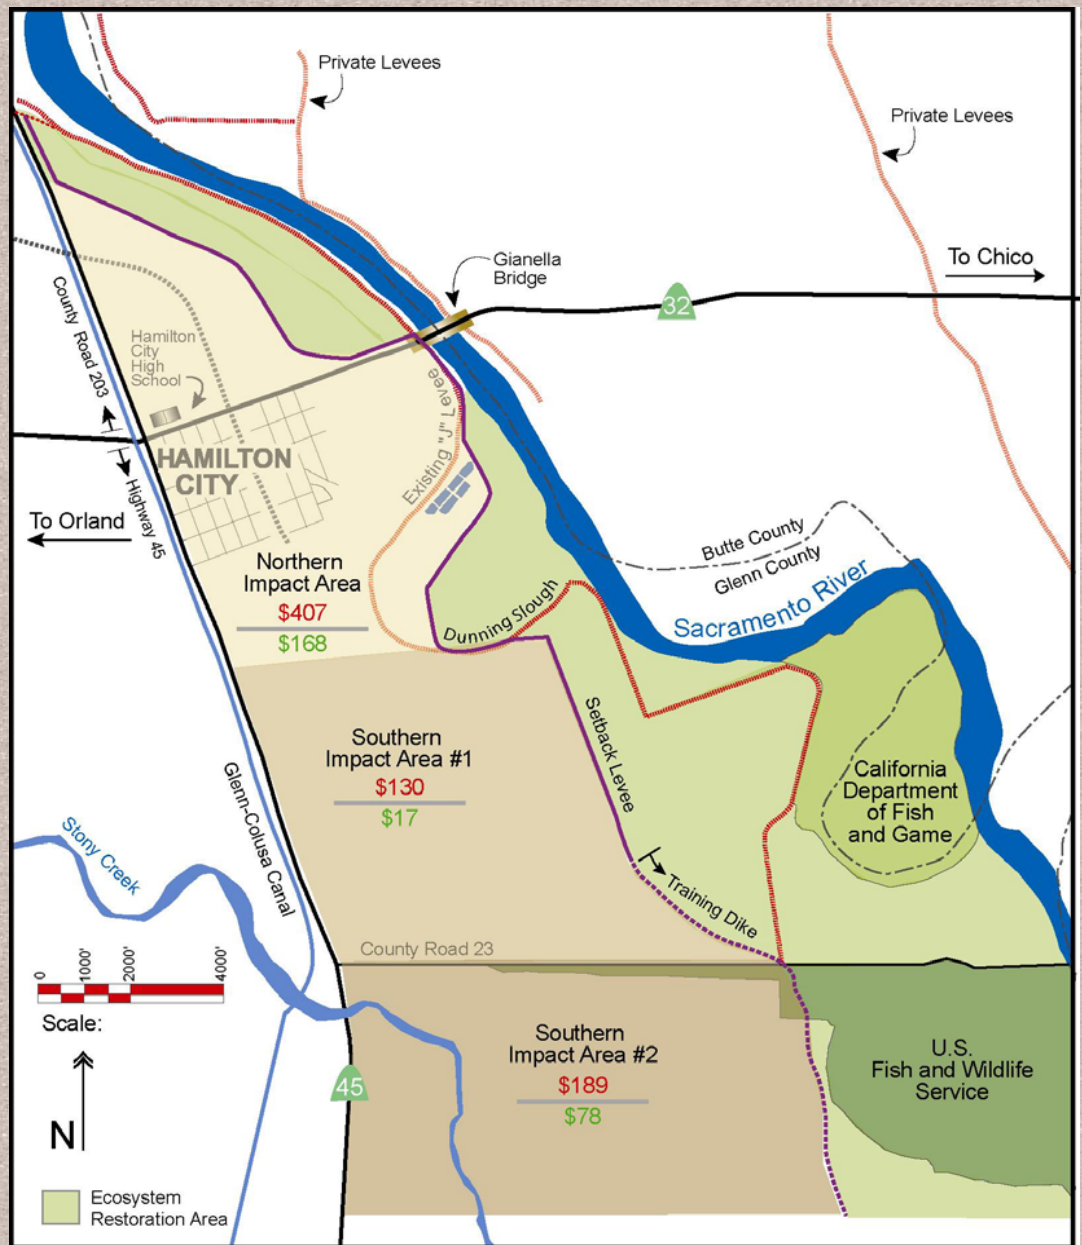 Private Levees
Private Levees
Gianella
Bridge
To Chico
32
County Road 203
Hamilton
City
High
School
Existing "J" Levee
HAMILTON
CITY
To Orland
Highway 45
Butte County
Glenn County
Northern
Impact Area
$407
$168
Dunning Slough
Sacramento River
Setback Levee
Southern
Impact Area #1
$130
$17
California
Department
of Fish
and Game
Glenn-Colusa Canal
Stony Creek
Training Dike
County Road 23
0
1000'
2000'
4000'
Scale:
Southern
Impact Area #2
$189
$78
U.S.
Fish and Wildlife
Service
45
N
Ecosystem
Restoration Area